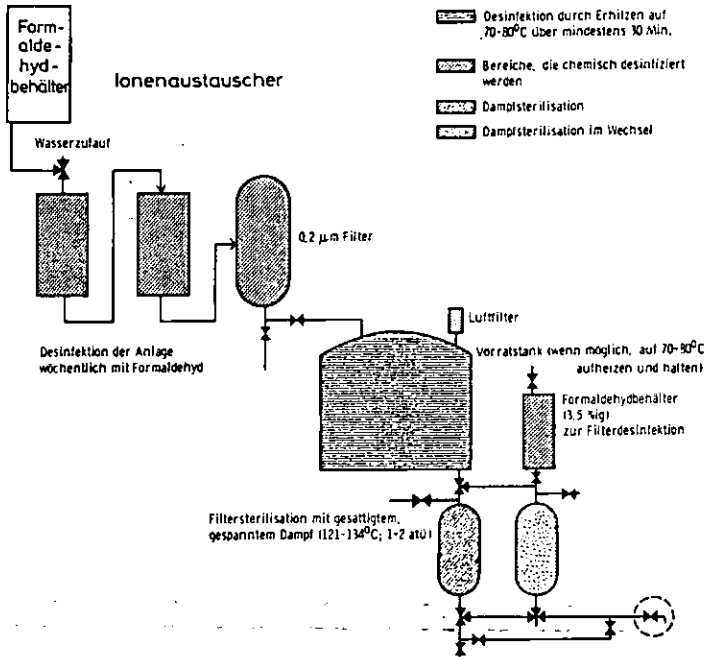 Form-
alde-
hyd-
behälter
Ionenaustauscher
Desinfektion durch Erhitzen auf
70-80°C über mindestens 30 Min.
Bereiche, die chemisch desinfiziert
werden
Dampfsterilisation
Dampfsterilisation im Wechsel
Wasserzulauf
0,2 µm Filter
Desinfektion der Anlage
wöchentlich mit Formaldehyd
Luftfilter
Vorratstank (wenn möglich, auf 70-80°C
aufheizen und halten)
Formaldehydbehälter
(3,5 %ig)
zur Filterdesinfektion
Filtersterilisation mit gesättigtem,
gespanntem Dampf (121-134°C; 1-2 atü)